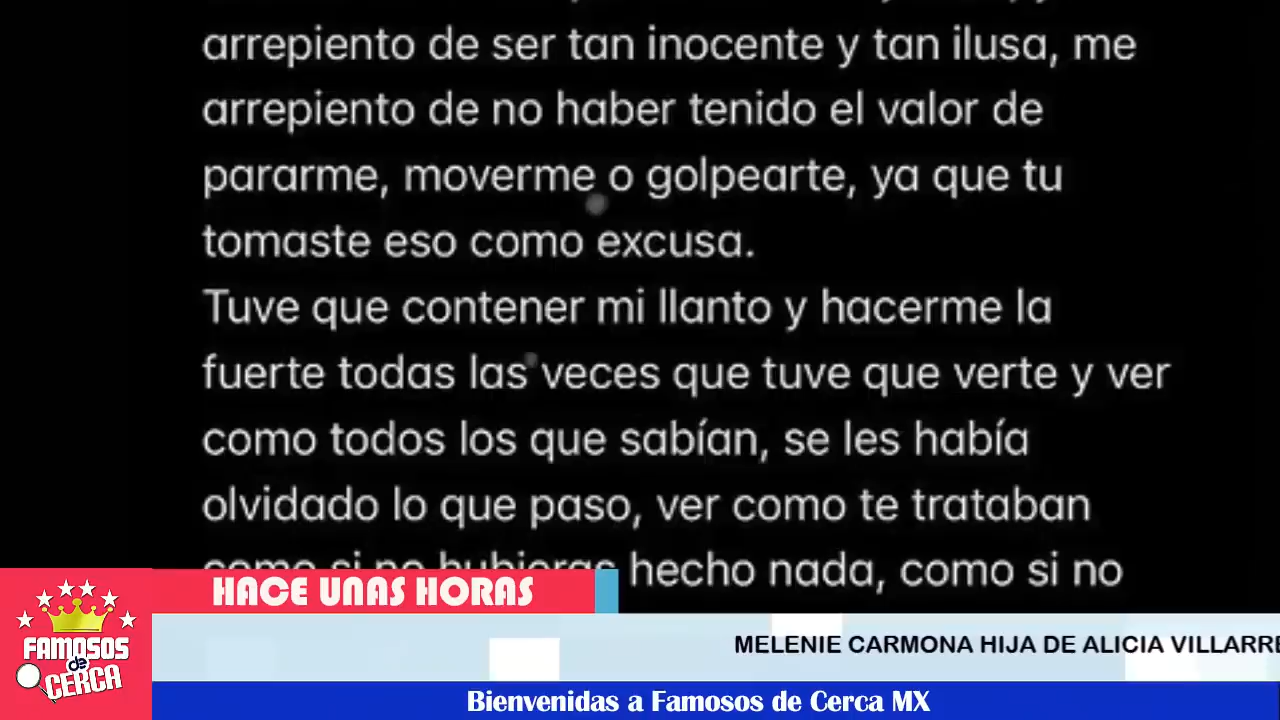 arrepiento de ser tan inocente y tan ilusa, me
arrepiento de no haber tenido el valor de
pararme, moverme o golpearte, ya que tu
tomaste eso como excusa.
Tuve que contener mi llanto y hacerme la
fuerte todas las veces que tuve que verte y ver
como todos los que sabían, se les había
olvidado lo que paso, ver como te trataban
como si no hubieras hecho nada, como si no
HACE UNAS HORAS
FAMOSOS
de
CERCA
MELENIE CARMONA HIJA DE ALICIA VILLARRE
Bienvenidas a Famosos de Cerca MX